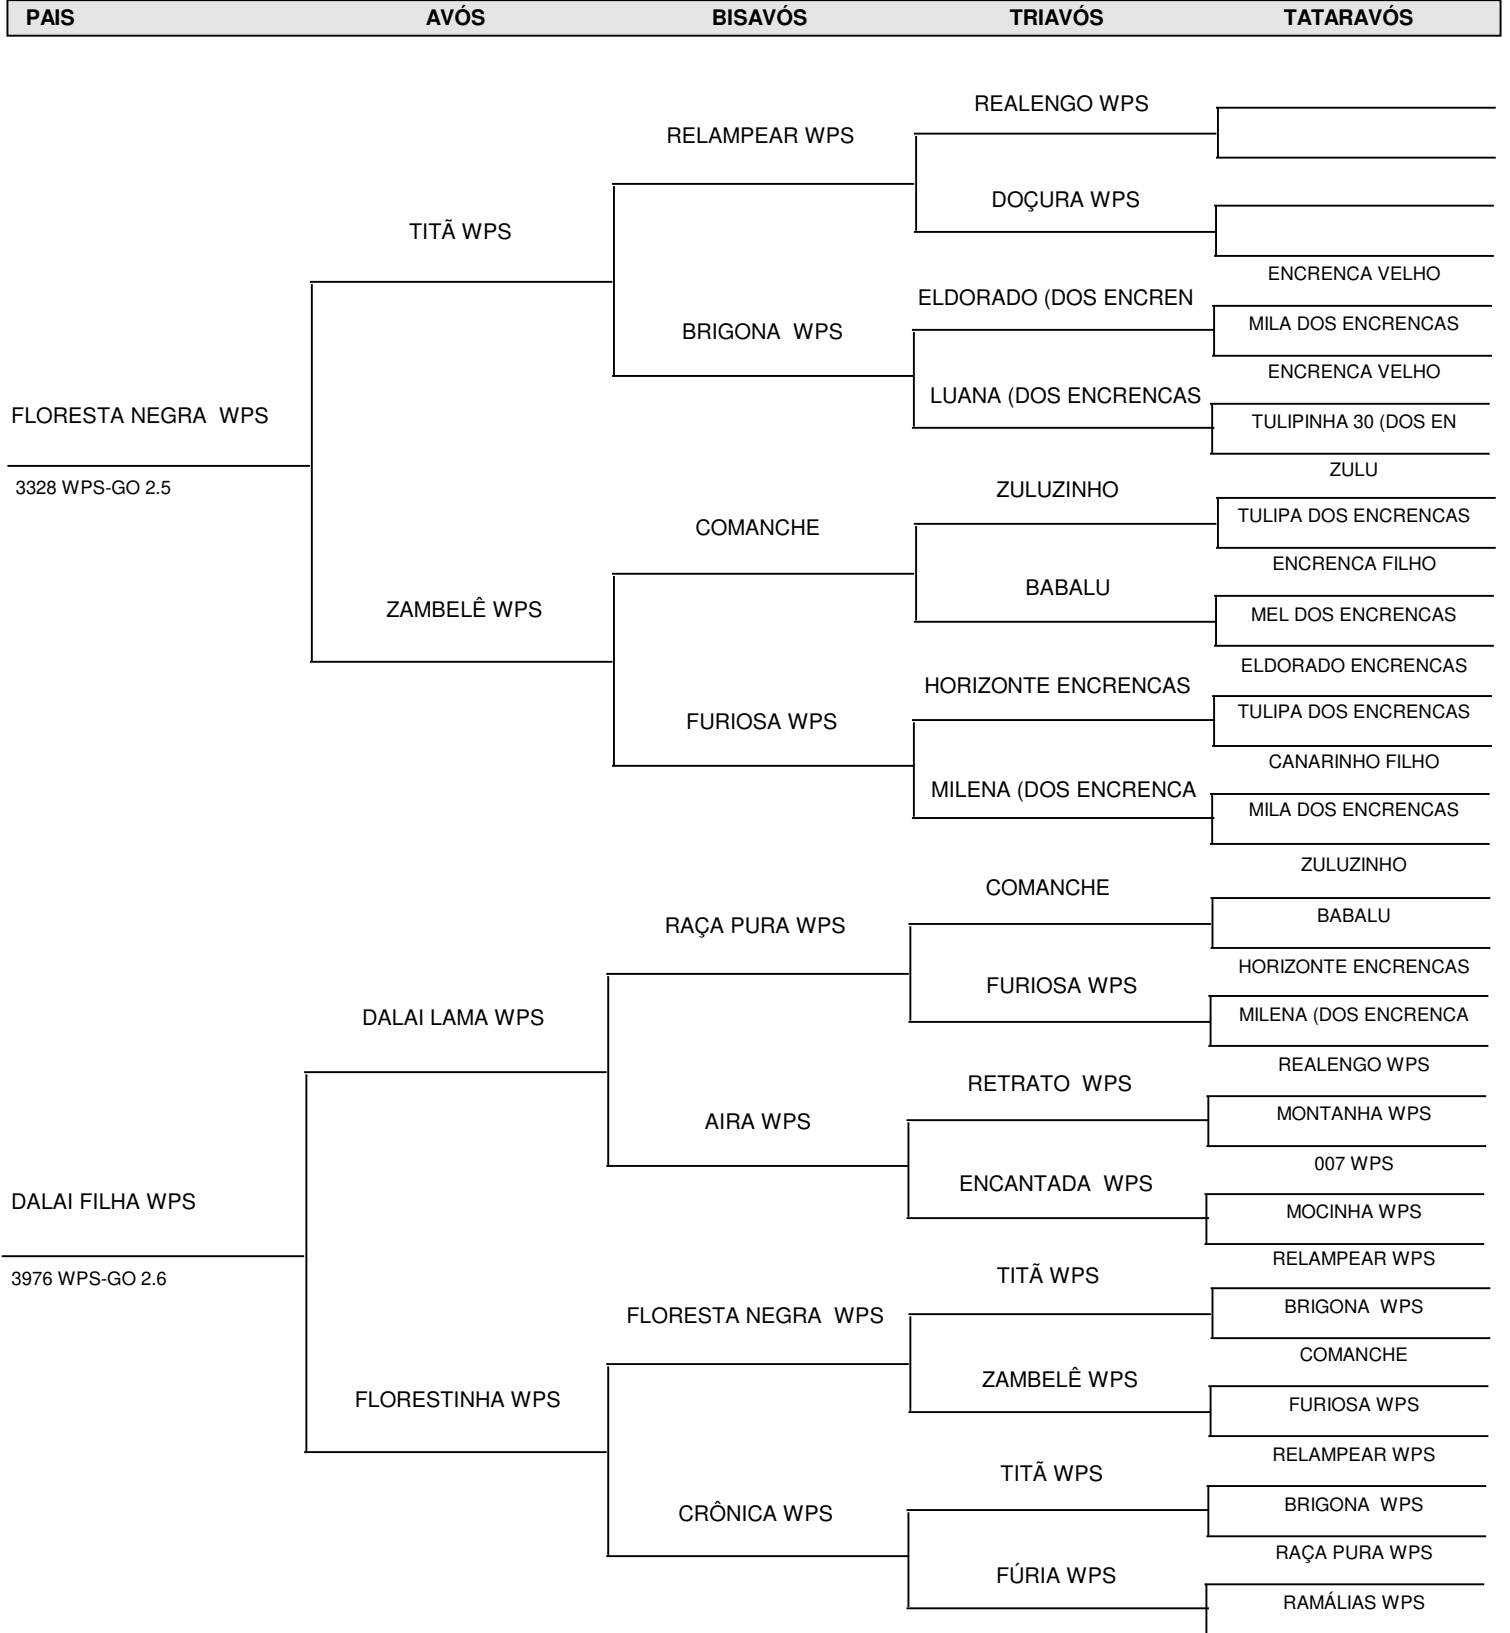 PAIS AVÓS BISAVÓS TRIAVÓS TATARAVÓS
REALENGO WPS
RELAMPEAR WPS
DOÇURA WPS
TITÃ WPS
ENCRENCA VELHO
ELDORADO (DOS ENCREN
MILA DOS ENCRENCAS
BRIGONA  WPS
ENCRENCA VELHO
LUANA (DOS ENCRENCAS
FLORESTA NEGRA  WPS
TULIPINHA 30 (DOS EN
ZULU
3328 WPS-GO 2.5
ZULUZINHO
TULIPA DOS ENCRENCAS
COMANCHE
ENCRENCA FILHO
BABALU
ZAMBELÊ WPS
MEL DOS ENCRENCAS
ELDORADO ENCRENCAS
HORIZONTE ENCRENCAS
TULIPA DOS ENCRENCAS
FURIOSA WPS
CANARINHO FILHO
MILENA (DOS ENCRENCA
MILA DOS ENCRENCAS
ZULUZINHO
COMANCHE
BABALU
RAÇA PURA WPS
HORIZONTE ENCRENCAS
FURIOSA WPS
MILENA (DOS ENCRENCA
DALAI LAMA WPS
REALENGO WPS
RETRATO  WPS
MONTANHA WPS
AIRA WPS
007 WPS
ENCANTADA  WPS
DALAI FILHA WPS
MOCINHA WPS
RELAMPEAR WPS
3976 WPS-GO 2.6
TITÃ WPS
BRIGONA  WPS
FLORESTA NEGRA  WPS
COMANCHE
ZAMBELÊ WPS
FLORESTINHA WPS
FURIOSA WPS
RELAMPEAR WPS
TITÃ WPS
BRIGONA  WPS
CRÔNICA WPS
RAÇA PURA WPS
FÚRIA WPS
RAMÁLIAS WPS